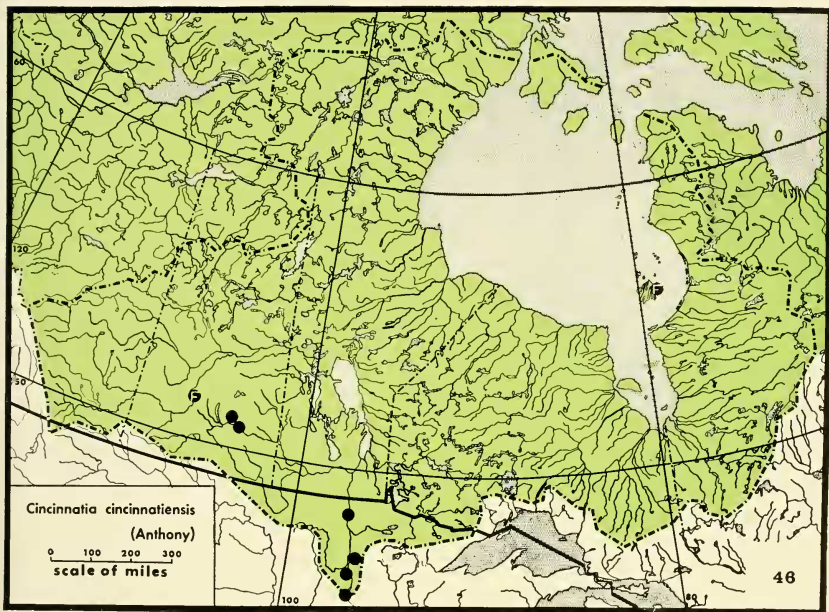 60
120
50
F
F
Cincinnatia cincinnatiensis
(Anthony)
0 100 200 300
scale of miles
100
80
46